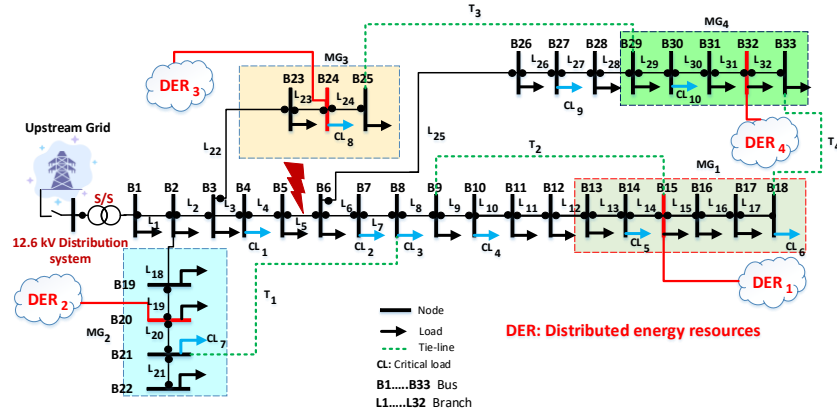 T3
MG4
B26 B27 B28 B29 B30 B31 B32 B33
L26 L27 L28 L29 L30 L31 L32
CL9 CL10
MG3
B23 B24 B25
L23 L24
CL8
DER3
DER4
T4
L22
L25
T2
MG1
Upstream Grid
S/S
12.6 kV Distribution
system
B1 B2 B3 B4 B5 B6 B7 B8 B9 B10 B11 B12 B13 B14 B15 B16 B17 B18
L1 L2 L3 L4 L5 L6 L7 L8 L9 L10 L11 L12 L13 L14 L15 L16 L17
CL1 CL2 CL3 CL4 CL5 CL6
T1
B19 L18
DER2
L19
B20
L20
MG2
CL7
B21
L21
B22
DER1
Node
Load
Tie-line
CL: Critical load
B1.....B33 Bus
L1.....L32 Branch
DER: Distributed energy resources